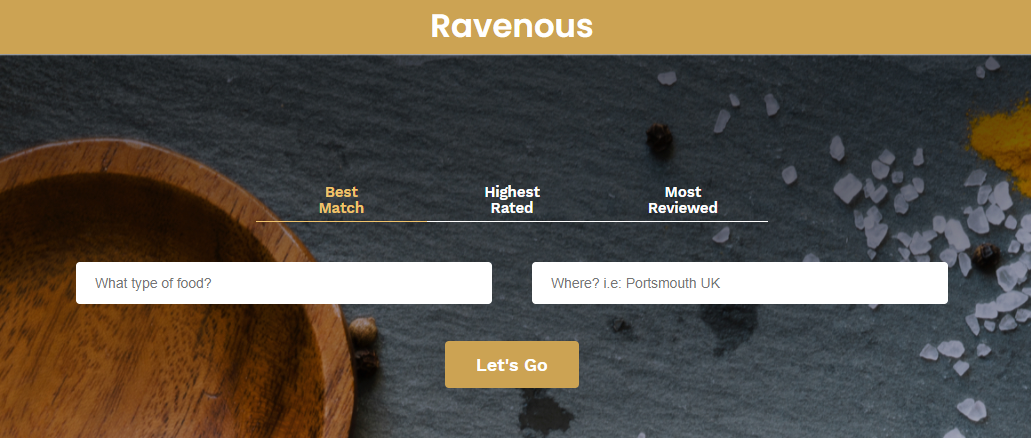 Ravenous
Best
Match
Highest
Rated
Most
Reviewed
What type of food?
Where? i.e: Portsmouth UK
Let's Go